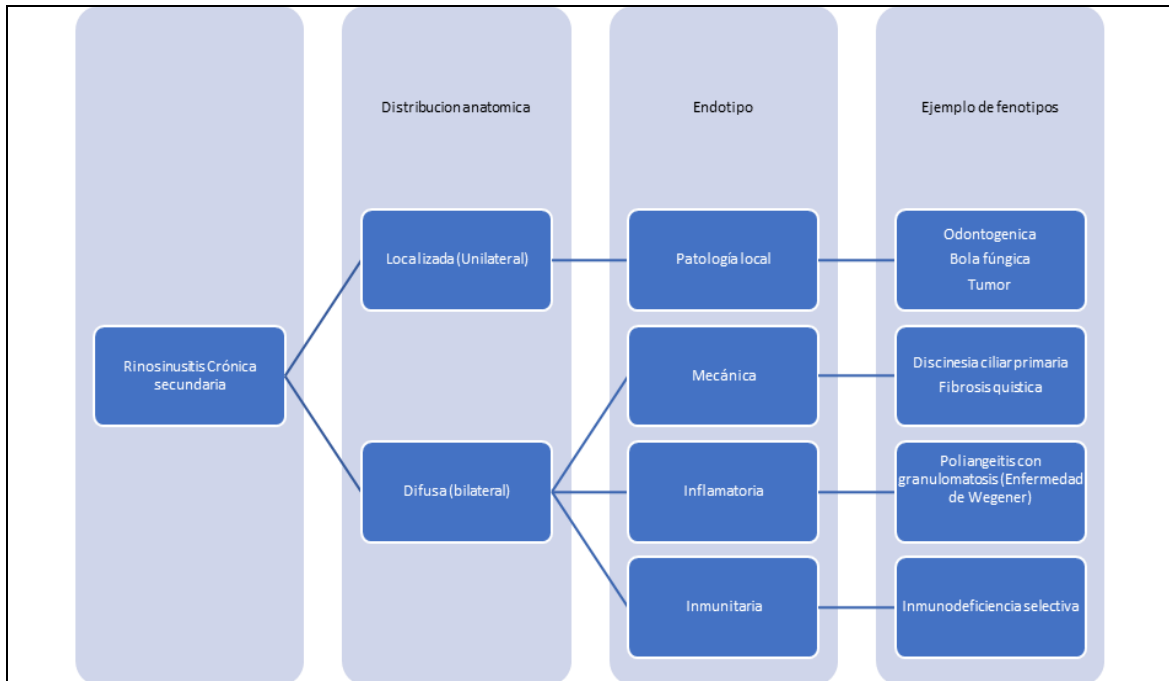 Distribucion anatomica
Endotipo
Ejemplo de fenotipos
Rinosinusitis Crónica
secundaria
Localizada (Unilateral)
Patología local
Odontogenica
Bola fúngica
Tumor
Difusa (bilateral)
Mecánica
Discinesia ciliar primaria
Fibrosis quistica
Inflamatoria
Poliangeitis con
granulomatosis (Enfermedad
de Wegener)
Inmunitaria
Inmunodeficiencia selectiva